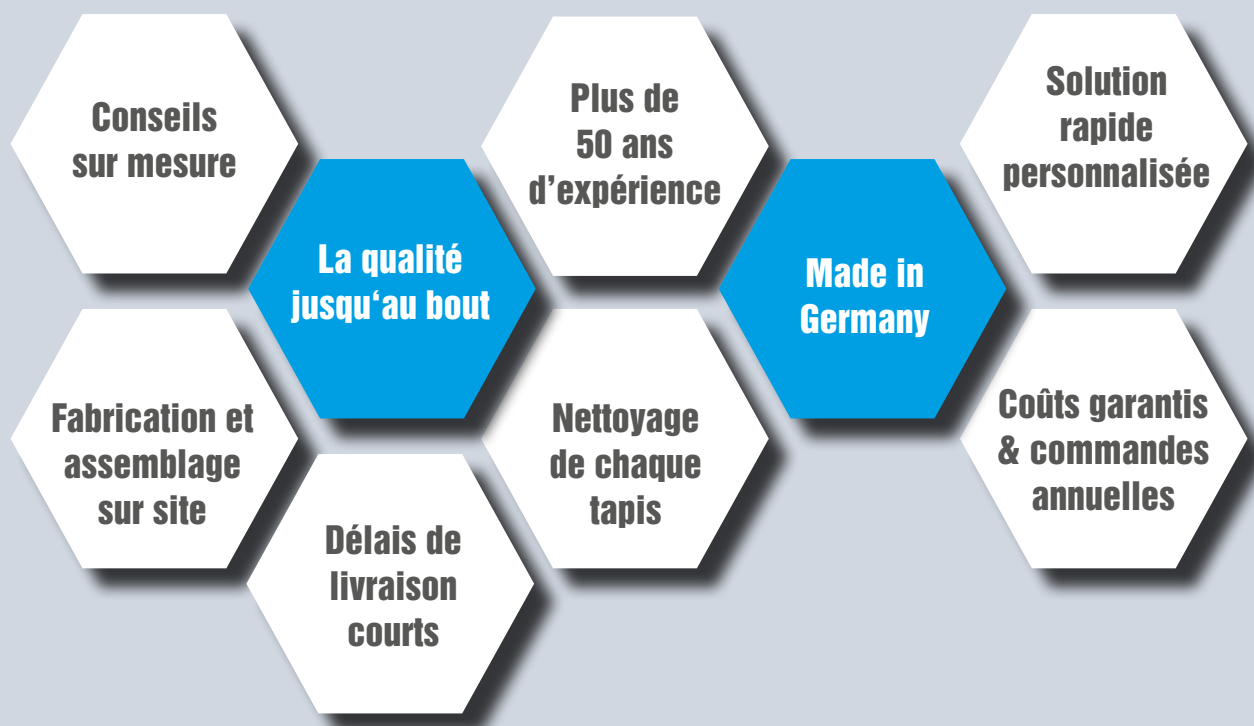 Conseils
sur mesure
Plus de
50 ans
d’expérience
Solution
rapide
personnalisée
La qualité
jusqu‘au bout
Made in
Germany
Fabrication et
assemblage
sur site
Nettoyage
de chaque
tapis
Coûts garantis
& commandes
annuelles
Délais de
livraison
courts